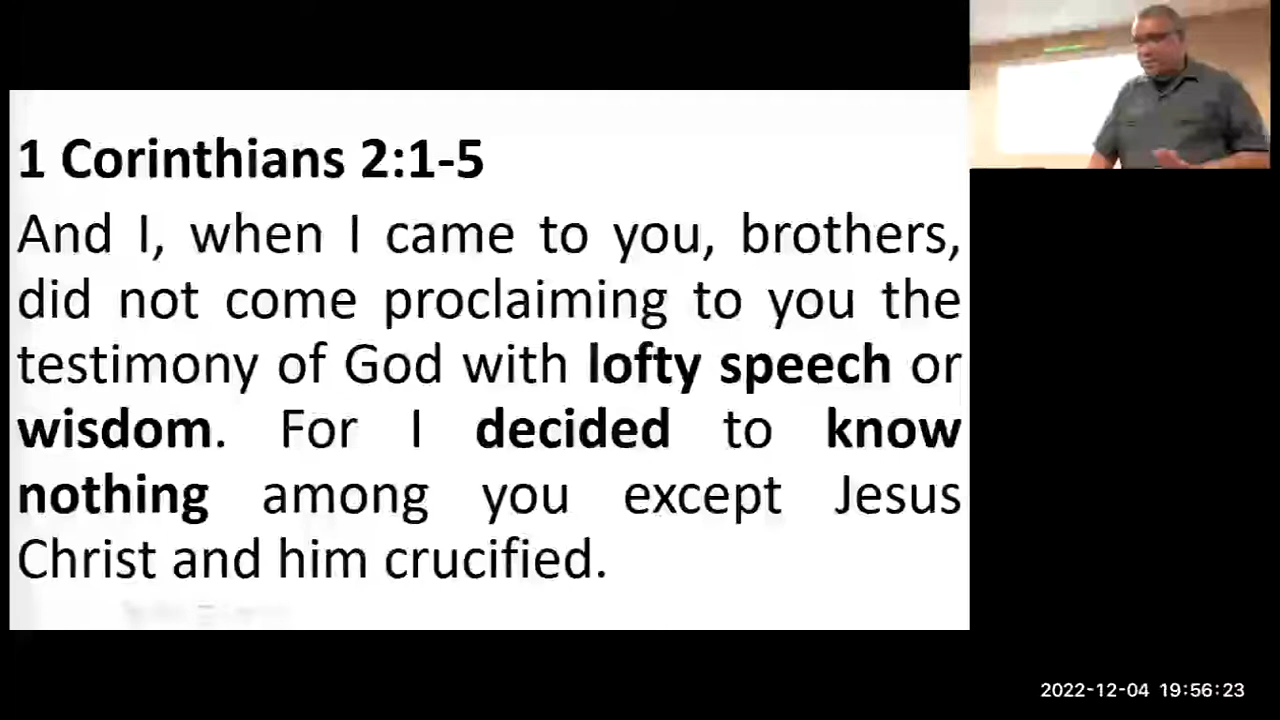 1 Corinthians 2:1-5
And I, when I came to you, brothers,
did not come proclaiming to you the
testimony of God with lofty speech or
wisdom. For I decided to know
nothing among you except Jesus
Christ and him crucified.
2022-12-04 19:56:23